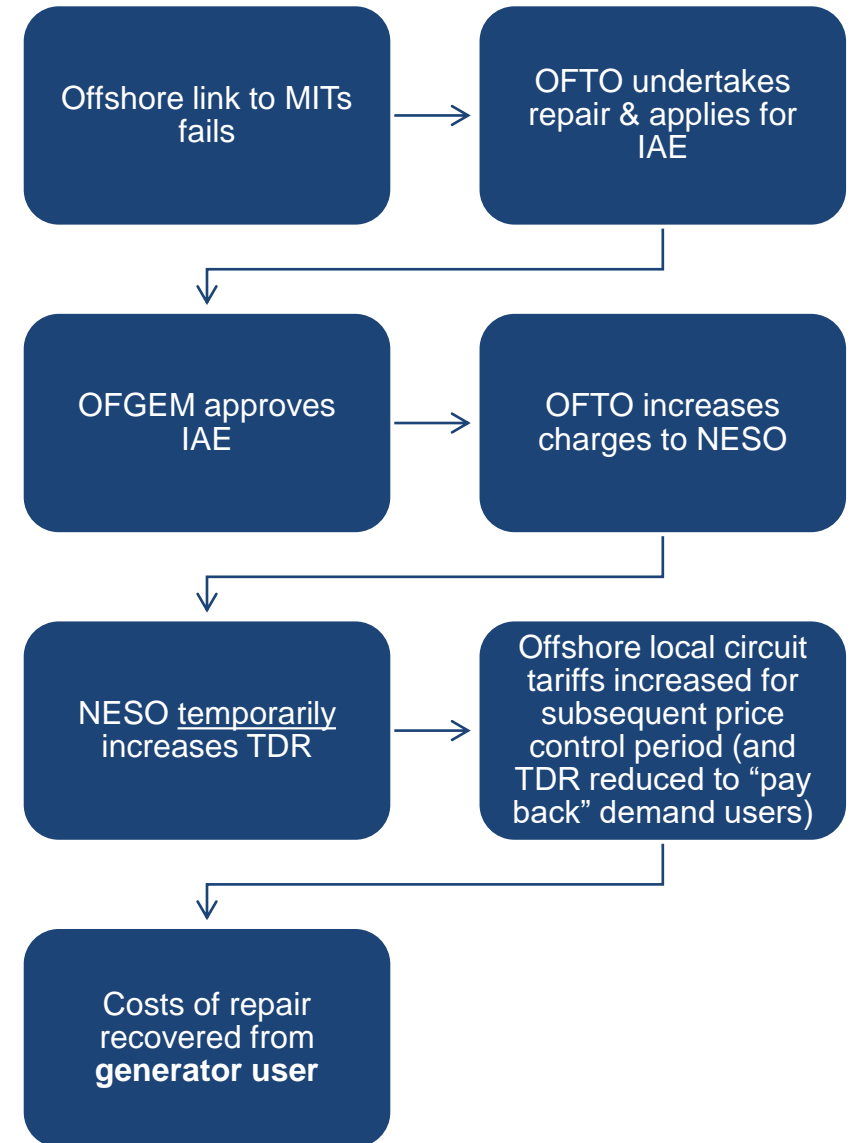 Offshore link to MITs
fails
OFTO undertakes
repair & applies for
IAE
OFGEM approves
IAE
OFTO increases
charges to NESO
NESO temporarily
increases TDR
Offshore local circuit
tariffs increased for
subsequent price
control period (and
TDR reduced to “pay
back” demand users)
Costs of repair
recovered from
generator user